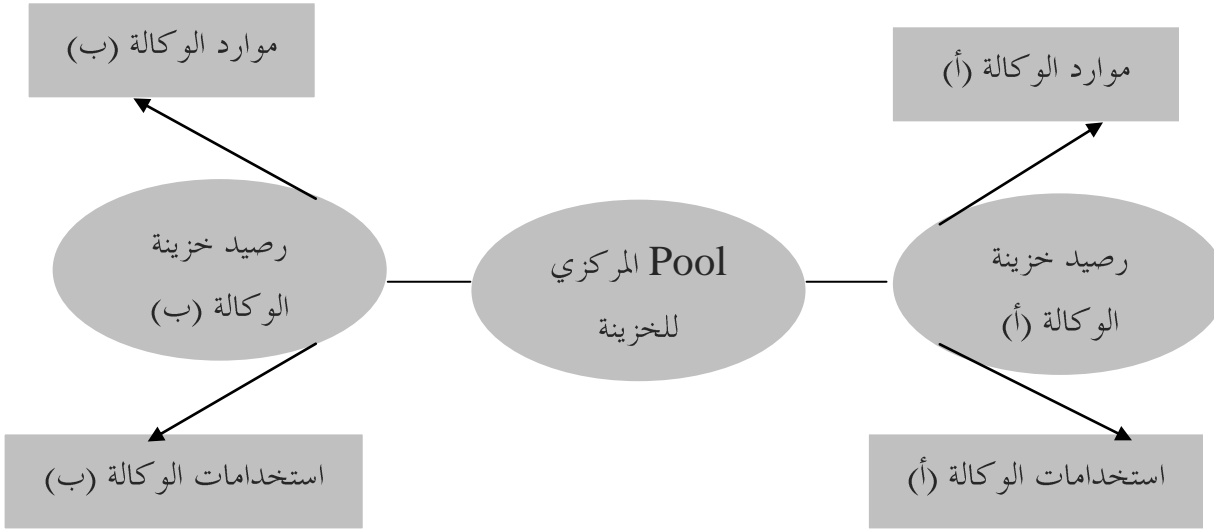 موارد الوكالة (أ)
موارد الوكالة (ب)
رصيد خزينة
الوكالة (أ)
Pool المركزي
للخزينة
رصيد خزينة
الوكالة (ب)
استخدامات الوكالة (أ)
استخدامات الوكالة (ب)